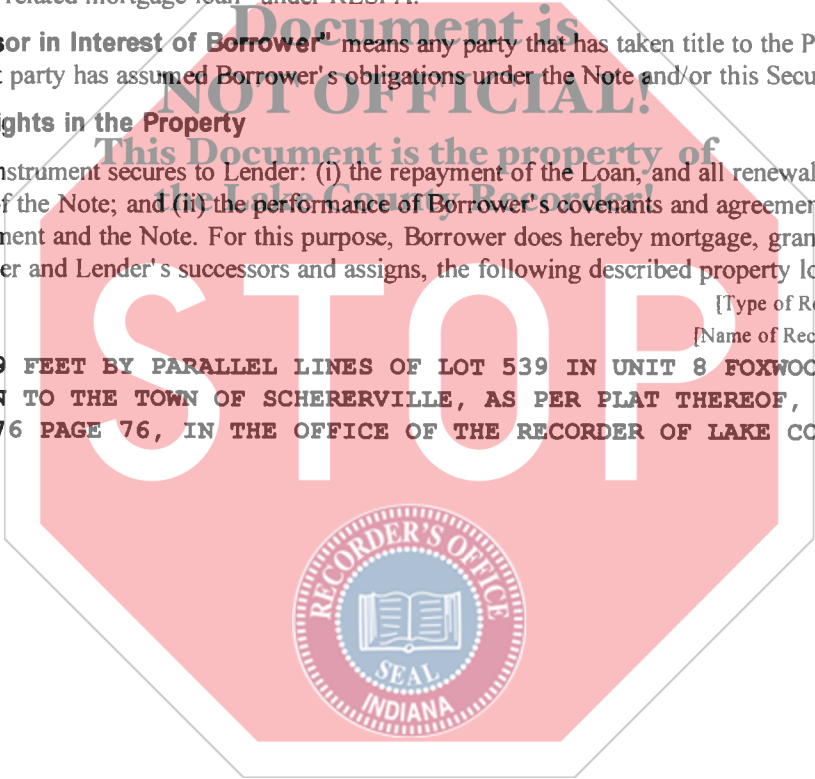 related mortgage loan" under RESPA.
Document is
sor in Interest of Borrower" means any party that has taken title to the P
party has assumed Borrower's obligations under the Note and/or this Secu
NOT OFFICIAL!
ghts in the Property
This Document is the property of
nstrument secures to Lender: (i) the repayment of the Loan, and all renewal
the Lake County Recorder!
f the Note; and (ii) the performance of Borrower's covenants and agreemen
ment and the Note. For this purpose, Borrower does hereby mortgage, gran
er and Lender's successors and assigns, the following described property lo
[Type of Re
[Name of Rec
9 FEET BY PARALLEL LINES OF LOT 539 IN UNIT 8 FOXWOO
N TO THE TOWN OF SCHERERVILLE, AS PER PLAT THEREOF,
76 PAGE 76, IN THE OFFICE OF THE RECORDER OF LAKE CO
STOP
RECORDER'S OFFICE
SEAL
INDIANA